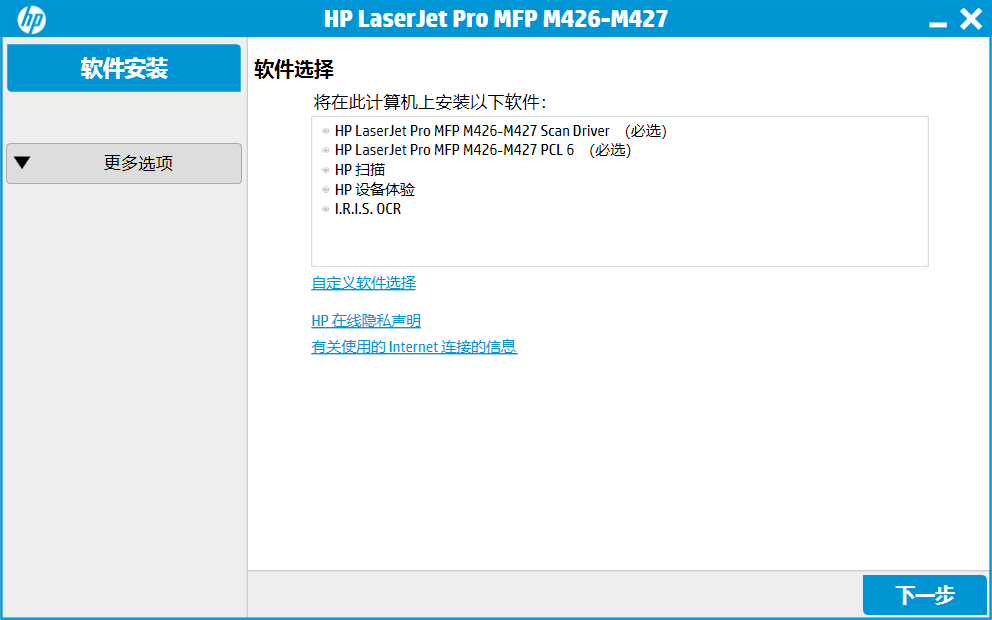 hp
HP LaserJet Pro MFP M426-M427
软件安装
更多选项
软件选择
将在此计算机上安装以下软件：
HP LaserJet Pro MFP M426-M427 Scan Driver （必选）
HP LaserJet Pro MFP M426-M427 PCL 6 （必选）
HP 扫描
HP 设备体验
I.R.I.S. OCR
自定义软件选择
HP 在线隐私声明
有关使用的 Internet 连接的信息
下一步